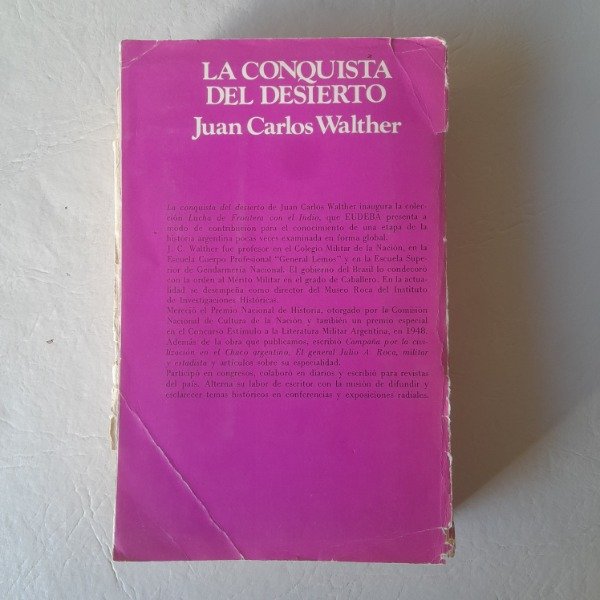 LA CONQUISTA
DEL DESIERTO
Juan Carlos Walther
La conquista del desierto de Juan Carlos Walther inaugura la colec-
ción Lucha de Frontera con el Indio, que EUDEBA presenta a
modo de contribución para el conocimiento de una etapa de la
historia argentina pocas veces examinada en forma global.
J. C. Walther fue profesor en el Colegio Militar de la Nación, en la
Escuela Cuerpo Profesional "General Lemos" y en la Escuela Supe-
rior de Gendarmería Nacional. El gobierno del Brasil lo condecoró
con la orden al Mérito Militar en el grado de Caballero. En la actua-
lidad se desempeña como director del Museo Roca del Instituto
de Investigaciones Históricas.
Mereció el Premio Nacional de Historia, otorgado por la Comisión
Nacional de Cultura de la Nación y también un premio especial
en el Concurso Estímulo a la Literatura Militar Argentina, en 1948.
Además de la obra que publicamos, escribió Campaña por la civi-
lización en el Chaco argentino, El general Julio A. Roca, militar
y estadista y artículos sobre su especialidad.
Participó en congresos, colaboró en diarios y escribió para revistas
del país. Alterna su labor de escritor con la misión de difundir y
esclarecer temas históricos en conferencias y exposiciones radiales.